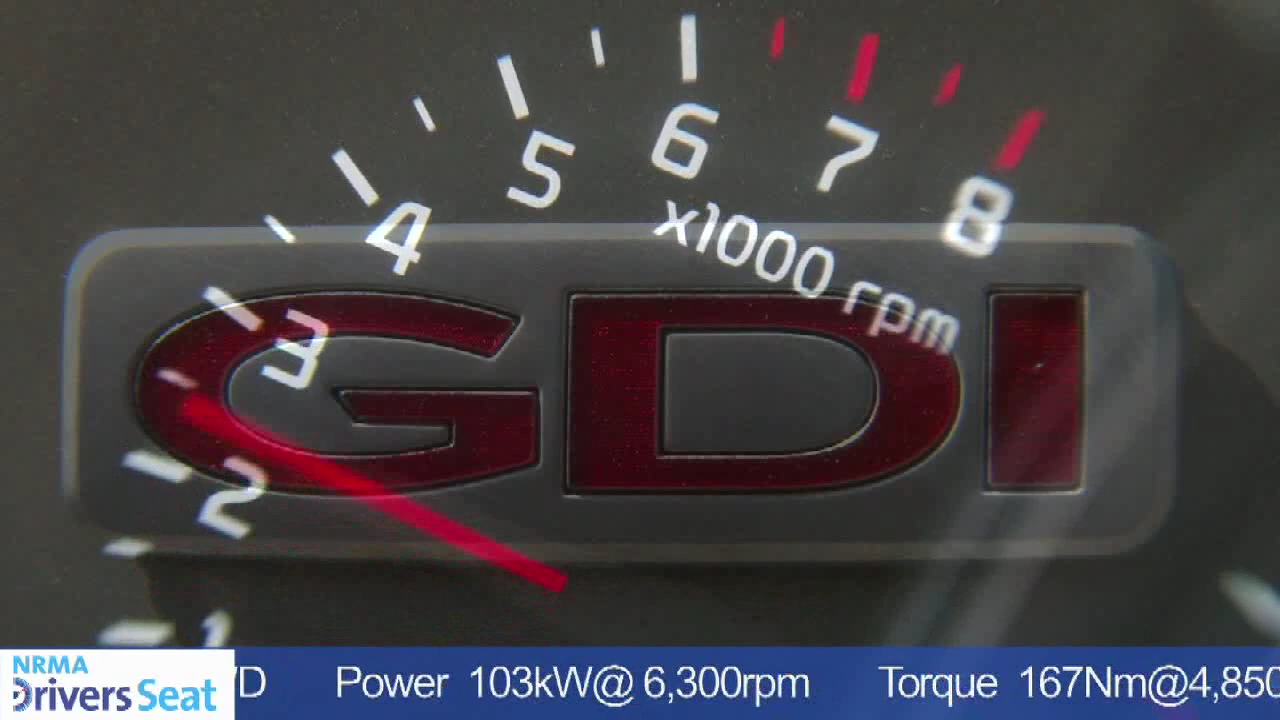 5 6 7
4 8
x1000 rpm
3
GDI
2
1
NRMA
Drivers Seat
Power 103kW@ 6,300rpm Torque 167Nm@4,850